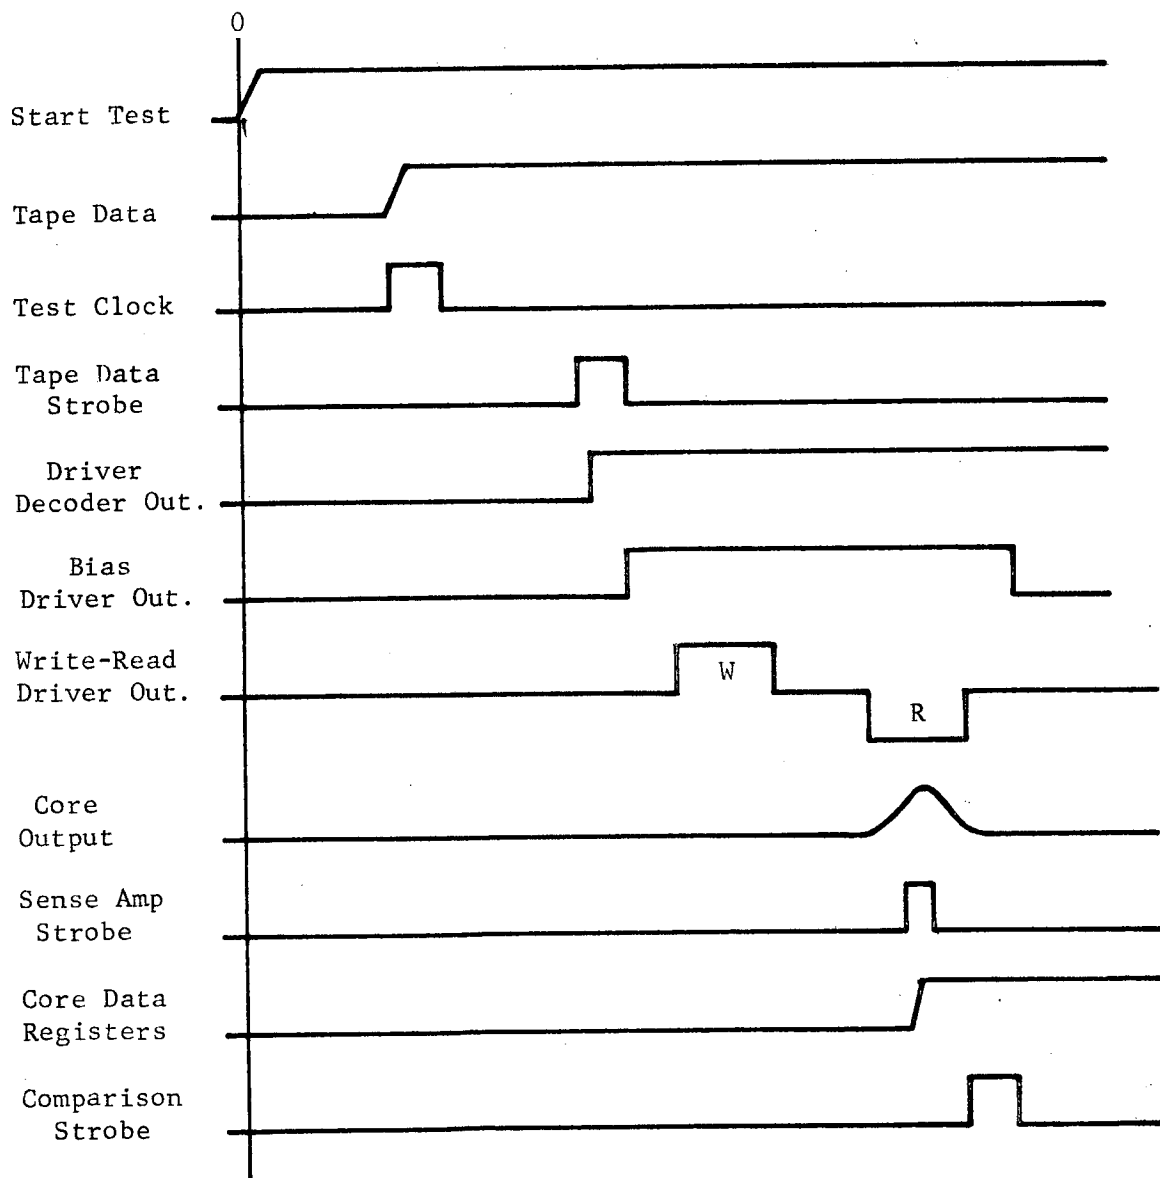 0
Start Test
Tape Data
Test Clock
Tape Data
Strobe
Driver
Decoder Out.
Bias
Driver Out.
Write-Read
Driver Out.
W
R
Core
Output
Sense Amp
Strobe
Core Data
Registers
Comparison
Strobe